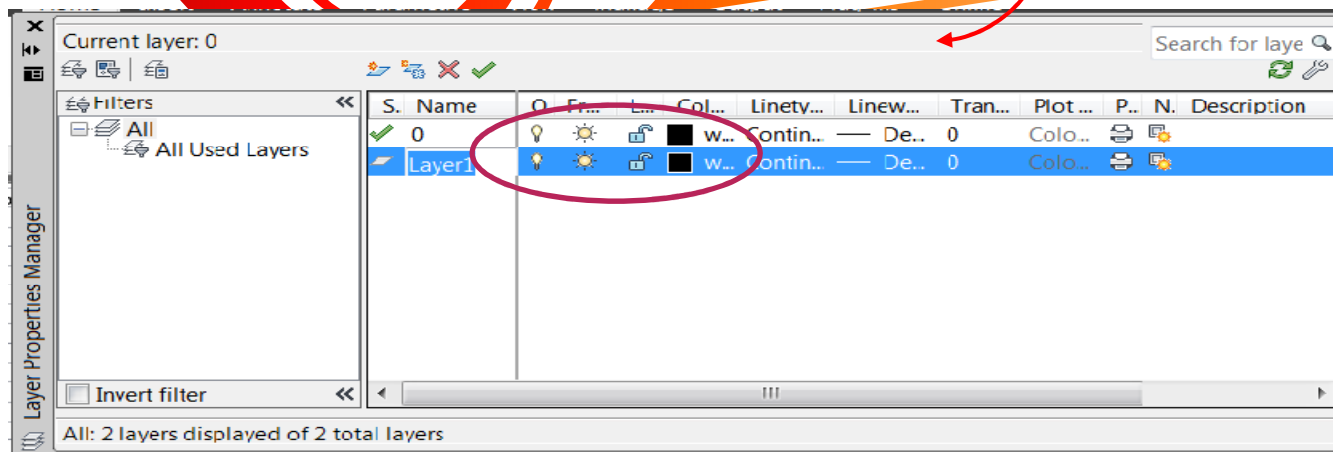 Current layer: 0
Search for laye
Filters
S. Name O Fr... L... Col... Linety... Linew... Tran... Plot ... P... N. Description
All
0 w... Contin... De... 0 Colo...
All Used Layers
Layer1 w... Contin... De... 0 Colo...
Layer Properties Manager
Invert filter
All: 2 layers displayed of 2 total layers